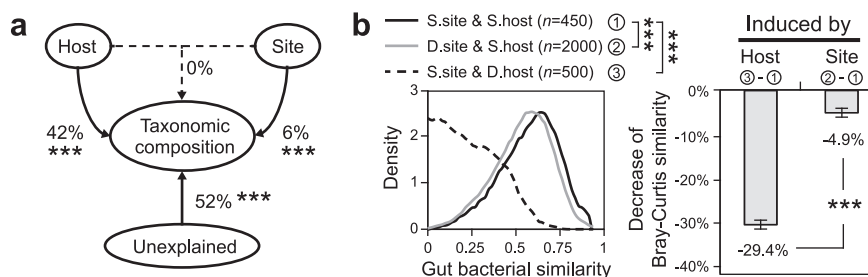 a
Host
Site
0%
Taxonomic
composition
42%
***
6%
***
52% ***
Unexplained
b
S.site & S.host (n=450) ①
D.site & S.host (n=2000) ②
S.site & D.host (n=500) ③
***
***
Density
3
2
1
0
0 0.25 0.5 0.75 1
Gut bacterial similarity
Induced by
Host Site
③-① ②-①
Decrease of
Bray-Curtis similarity
0%
-10%
-20%
-30%
-40%
-4.9%
***
-29.4%